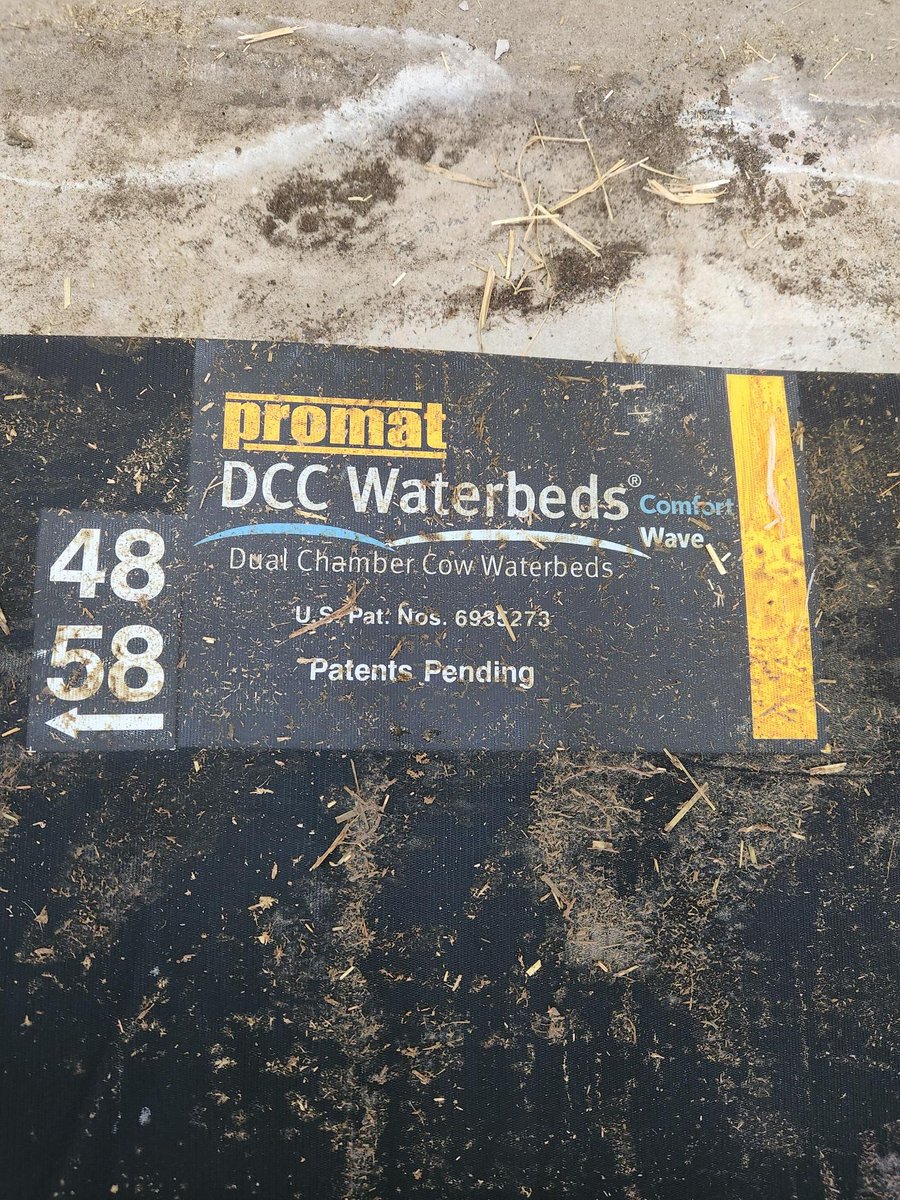 promat
DCC Waterbeds® Comfort
Wave
Dual Chamber Cow Waterbeds
U.S. Pat. Nos. 6935273
Patents Pending
48
58